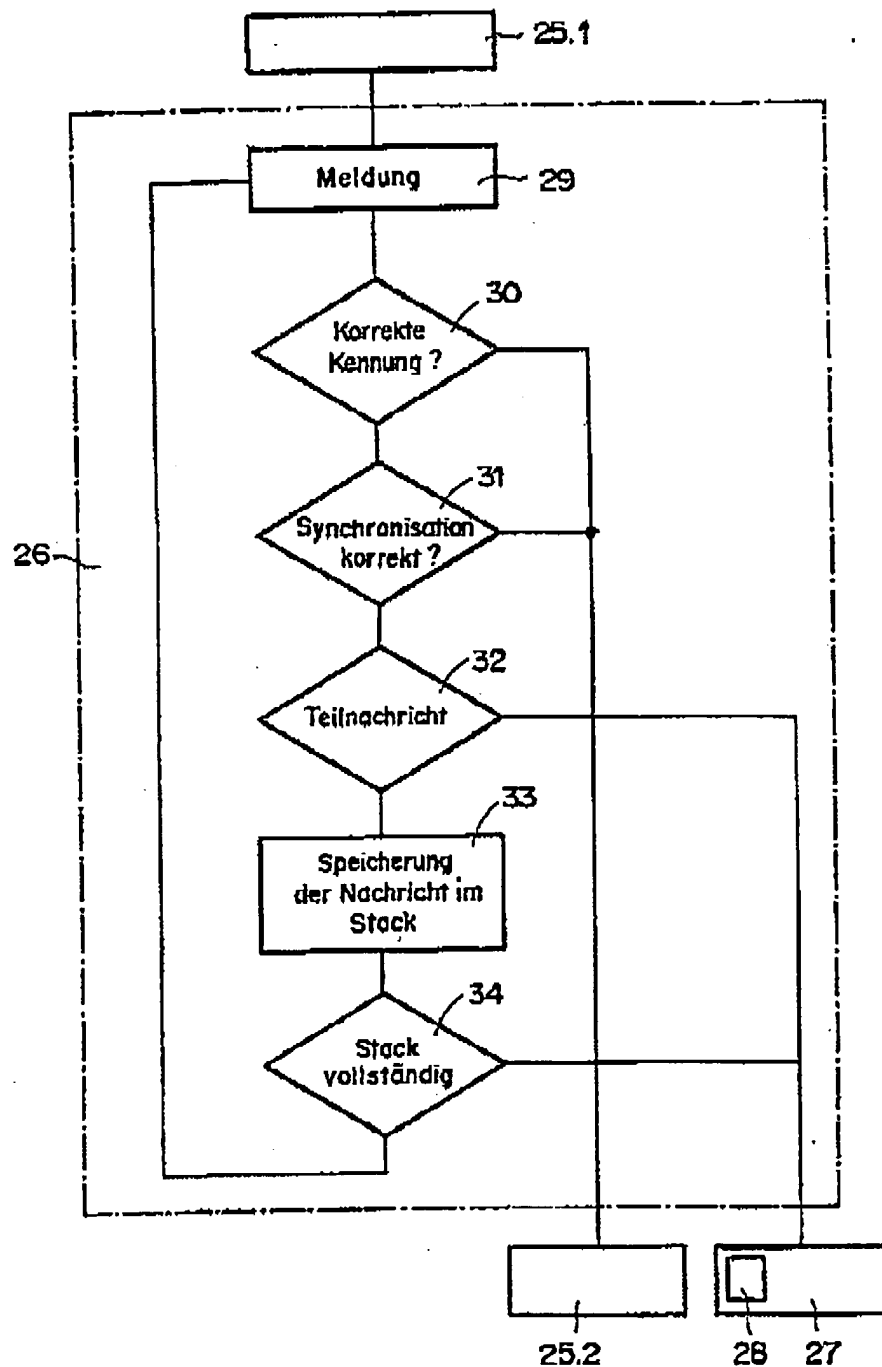 25.1
Meldung
29
30
Korrekte
Kennung ?
31
Synchronisation
korrekt ?
26
32
Teilnachricht
33
Speicherung
der Nachricht im
Stack
34
Stack
vollständig
25.2
28
27